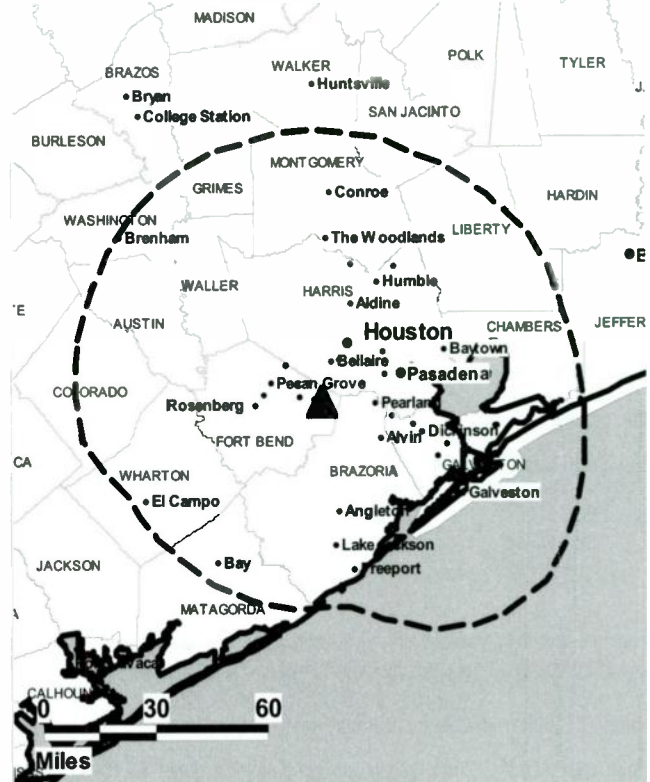 MADISON
POLK
TYLER
BRAZOS
WALKER
Bryan
Huntsville
College Station
SAN JACINTO
BURLESON
MONTGOMERY
GRIMES
Conroe
HARDIN
WASHINGTON
Brenham
The Woodlands
LIBERTY
WALLER
Humble
HARRIS
Aldine
AUSTIN
Houston
CHAMBERS
JEFFER
Baytown
Bellaire
Pasadena
Pecan Grove
COLORADO
Rosenberg
Pearland
Dickinson
Alvin
FORT BEND
GALVESTON
CA
WHARTON
BRAZORIA
El Campo
Galveston
Angleton
Lake Jackson
JACKSON
Bay
Freeport
MATAGORDA
CALHOUN
0 30 60
Miles